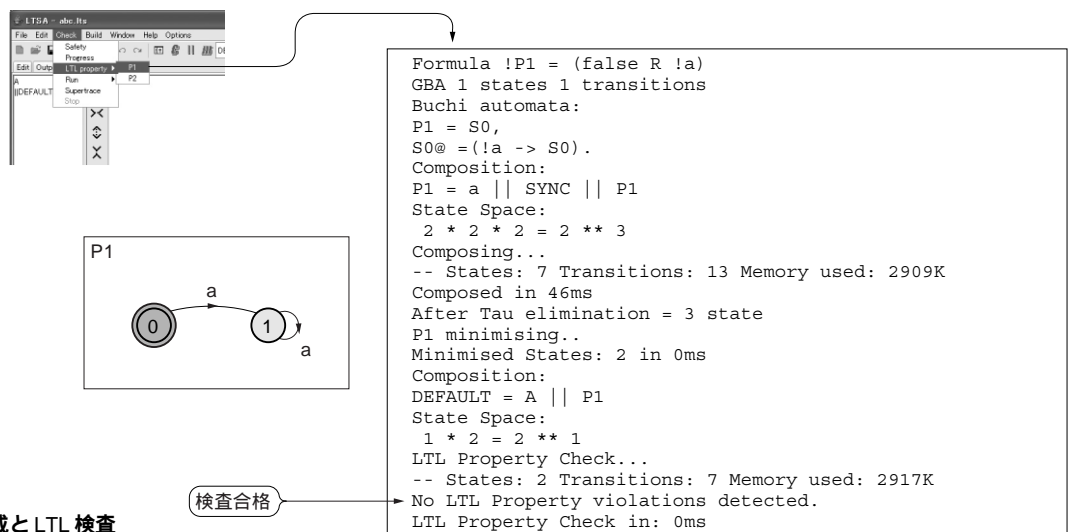 LTSA - abc.lts
File Edit Check Build Window Help Options
Safety
Progress
LTL property P1
Run P2
Supertrace
Stop
Edit Outp
A
||DEFAULT
P1
a
0
1
a
Formula !P1 = (false R !a)
GBA 1 states 1 transitions
Buchi automata:
P1 = S0,
S0@ =(!a -> S0).
Composition:
P1 = a || SYNC || P1
State Space:
2 * 2 * 2 = 2 ** 3
Composing...
-- States: 7 Transitions: 13 Memory used: 2909K
Composed in 46ms
After Tau elimination = 3 state
P1 minimising..
Minimised States: 2 in 0ms
Composition:
DEFAULT = A || P1
State Space:
1 * 2 = 2 ** 1
LTL Property Check...
-- States: 2 Transitions: 7 Memory used: 2917K
No LTL Property violations detected.
LTL Property Check in: 0ms
検査合格
と LTL 検査